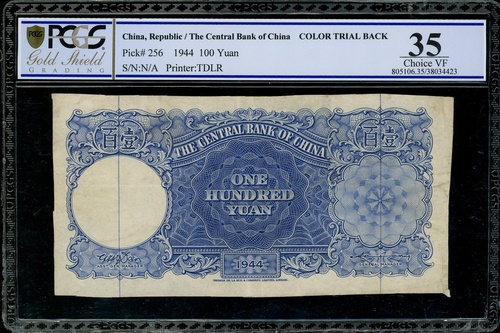 PCGS
Gold Shield
GRADING
China, Republic / The Central Bank of China COLOR TRIAL BACK
Pick# 256 1944 100 Yuan
S/N:N/A Printer:TDLR
35
Choice VF
805106.35/38034423
百壹
百壹
THE CENTRAL BANK OF CHINA
ONE
HUNDRED
YUAN
1944